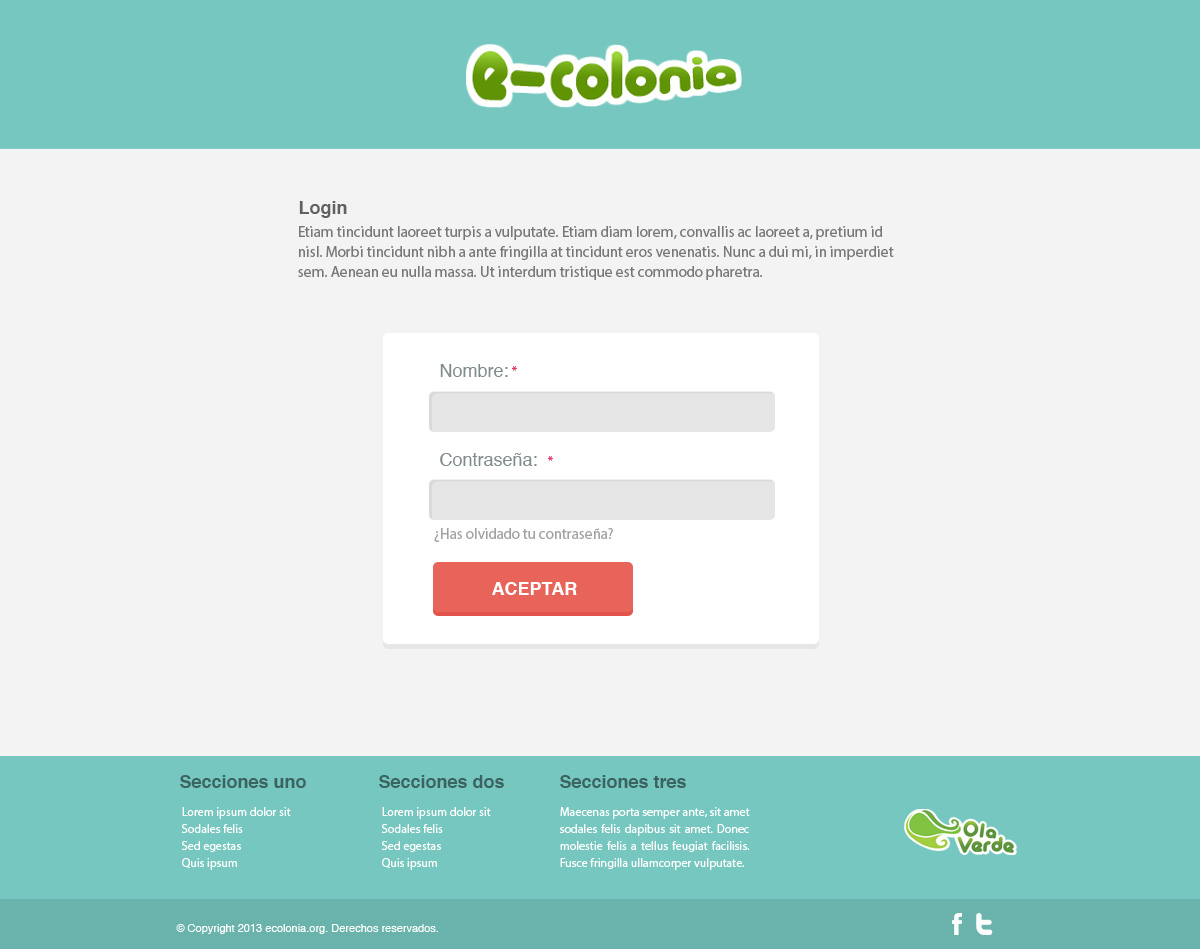 e-colonia
Login
Etiam tincidunt laoreet turpis a vulputate. Etiam diam lorem, convallis ac laoreet a, pretium id
nisl. Morbi tincidunt nibh a ante fringilla at tincidunt eros venenatis. Nunc a dui mi, in imperdiet
sem. Aenean eu nulla massa. Ut interdum tristique est commodo pharetra.
Nombre:*
Contraseña: *
¿Has olvidado tu contraseña?
ACEPTAR
Secciones uno
Lorem ipsum dolor sit
Sodales felis
Sed egestas
Quis ipsum
Secciones dos
Lorem ipsum dolor sit
Sodales felis
Sed egestas
Quis ipsum
Secciones tres
Maecenas porta semper ante, sit amet
sodales felis dapibus sit amet. Donec
molestie felis a tellus feugiat facilisis.
Fusce fringilla ullamcorper vulputate.
Ola
Verde
© Copyright 2013 ecolonia.org. Derechos reservados.